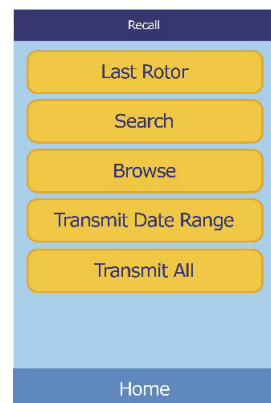 Recall
Last Rotor
Search
Browse
Transmit Date Range
Transmit All
Home